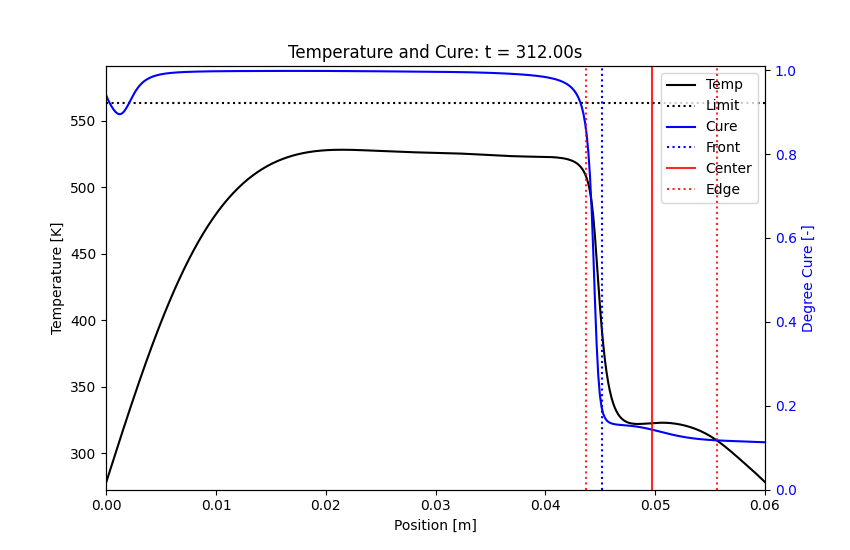 Temperature and Cure: t = 312.00s
Temperature [K]
550
500
450
400
350
300
1.0
0.8
0.6
0.4
0.2
0.0
Degree Cure [-]
Temp
Limit
Cure
Front
Center
Edge
0.00
0.01
0.02
0.03
0.04
0.05
0.06
Position [m]